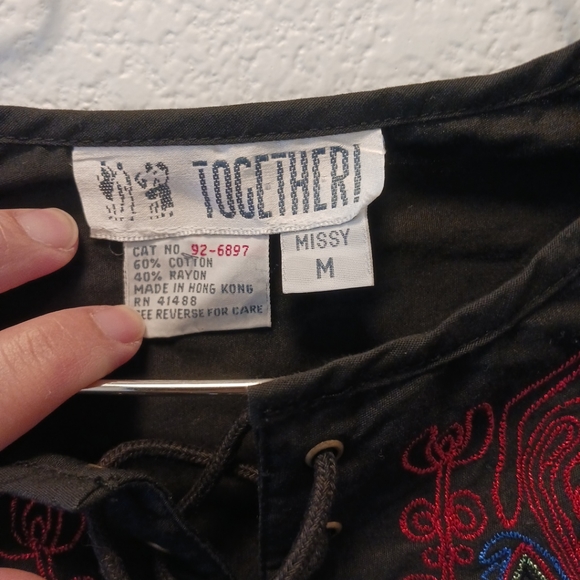 TOGETHER!
CAT NO. 92-6897
60% COTTON
40% RAYON
MADE IN HONG KONG
RN 41488
SEE REVERSE FOR CARE
MISSY
M